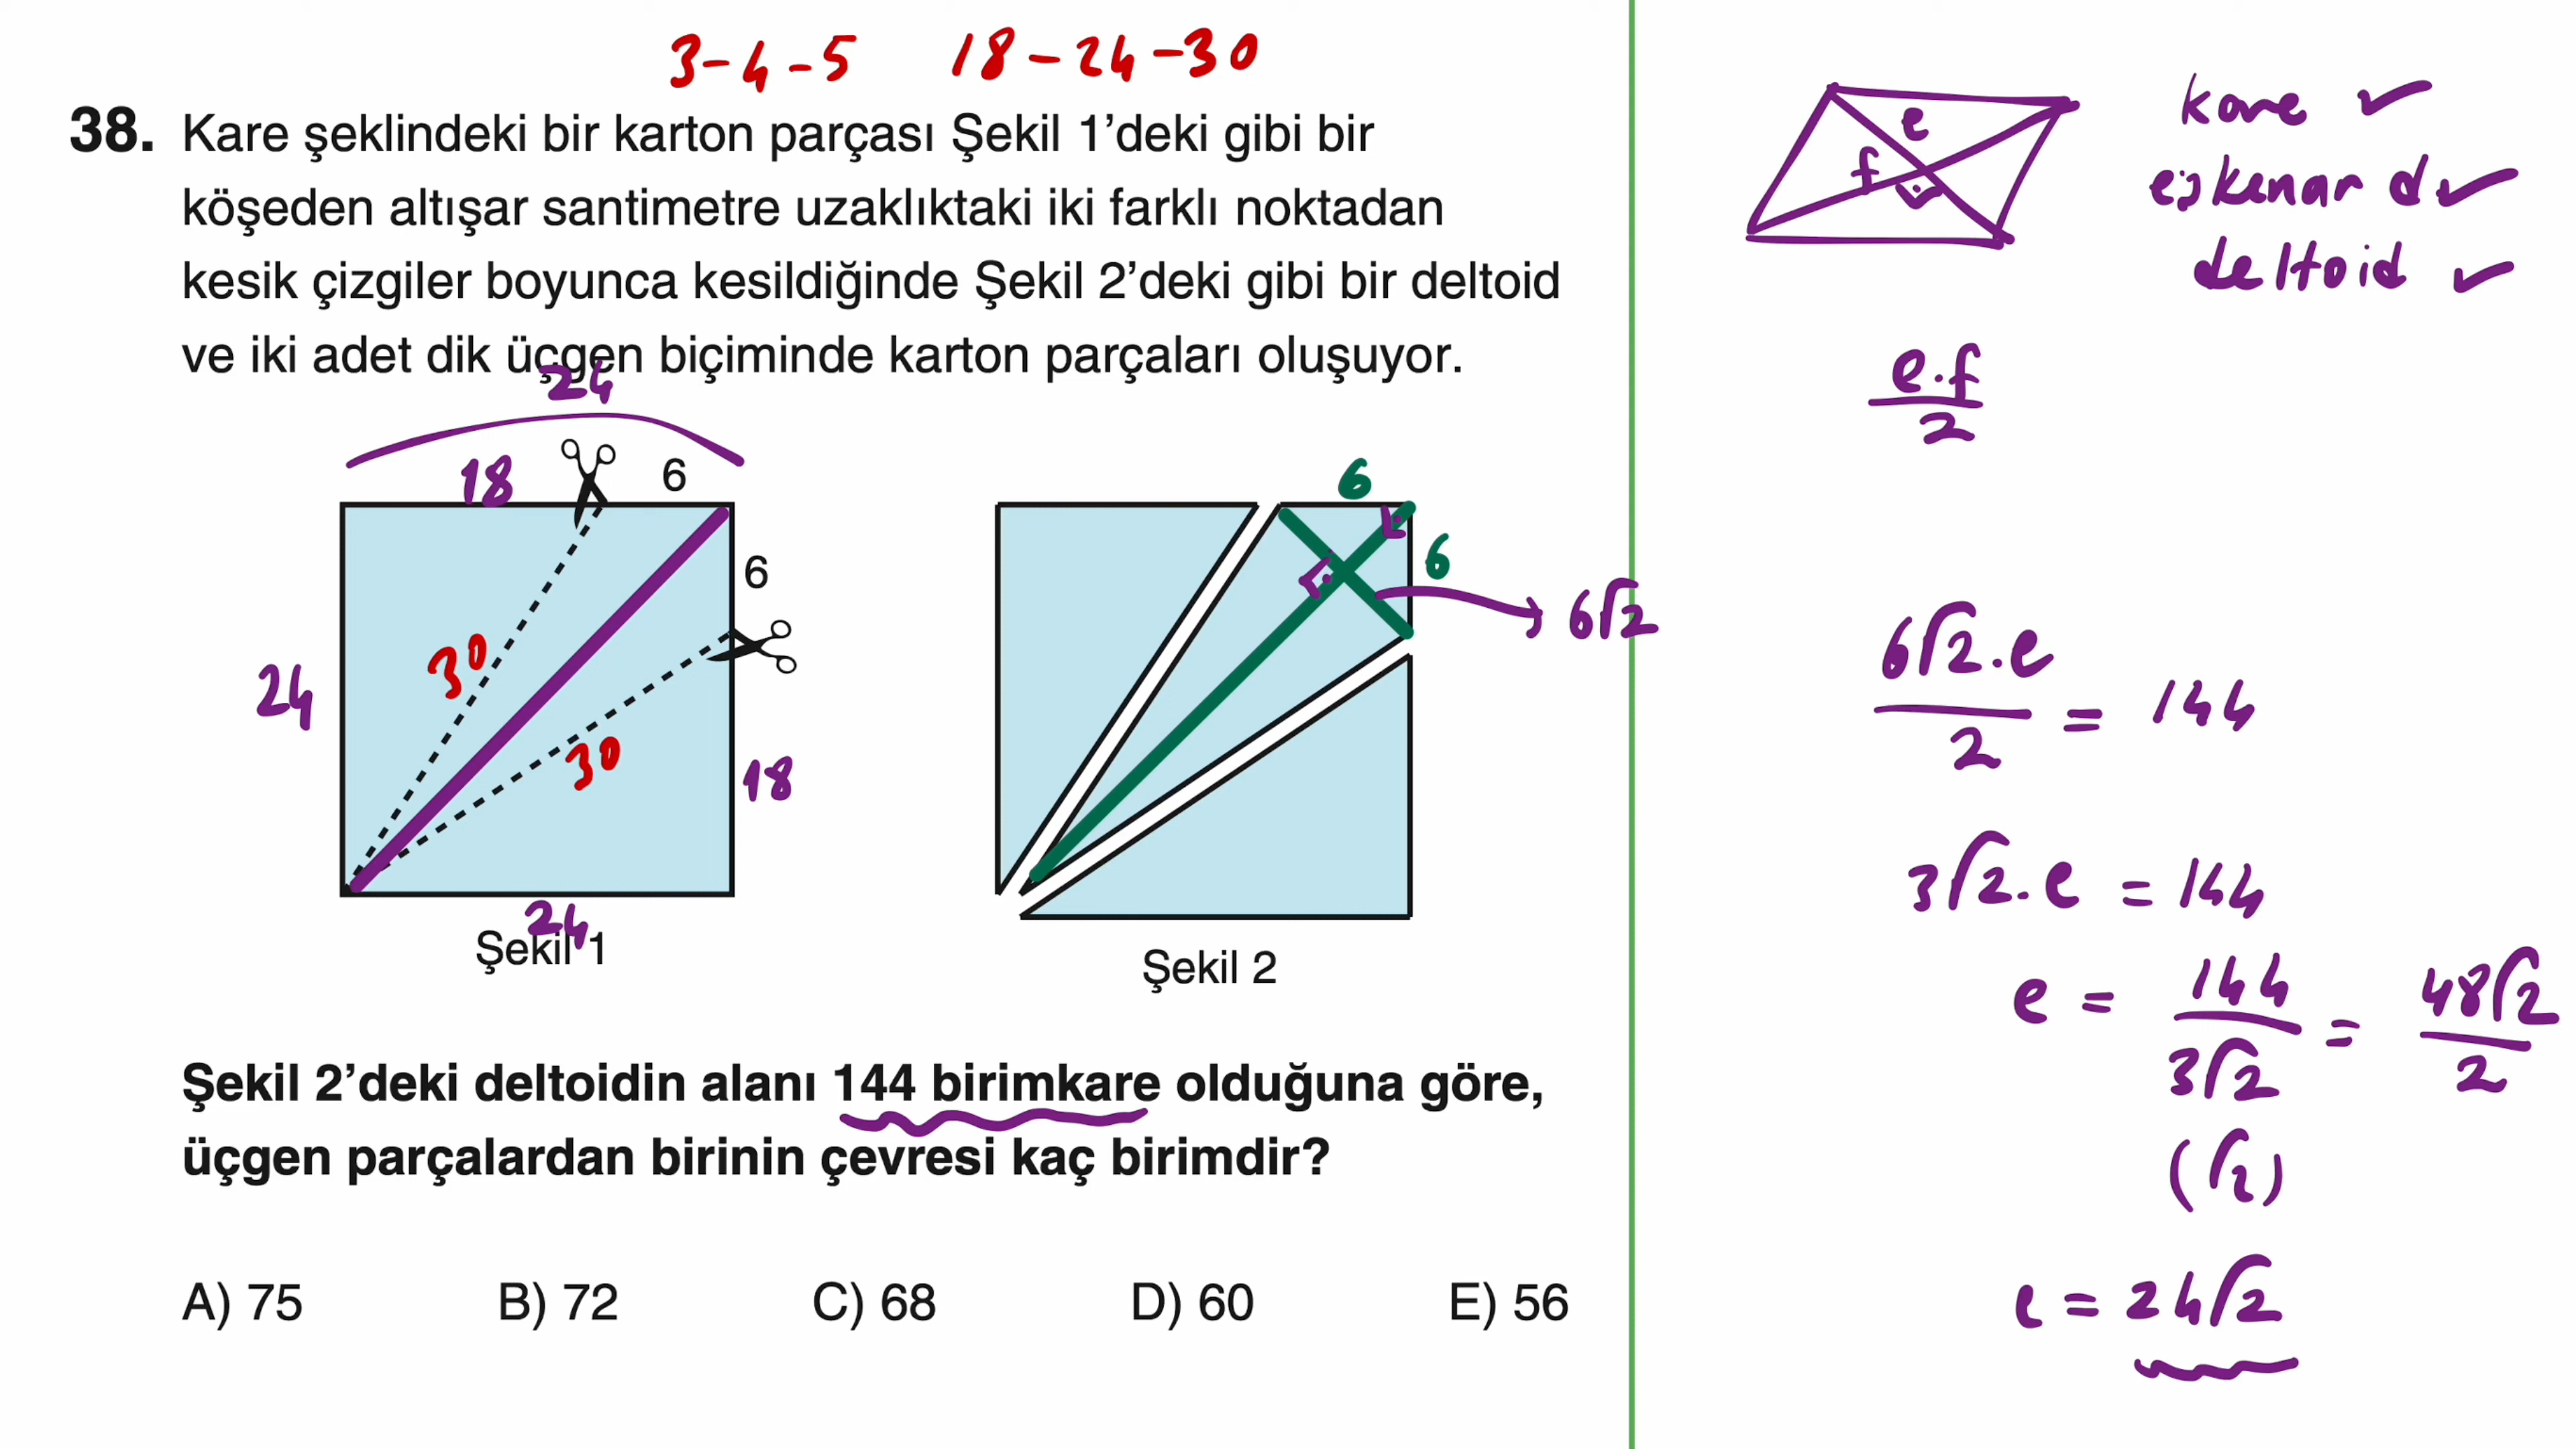 3-4-5 18-24-30
38. Kare şeklindeki bir karton parçası Şekil 1'deki gibi bir
köşeden altışar santimetre uzaklıktaki iki farklı noktadan
kesik çizgiler boyunca kesildiğinde Şekil 2'deki gibi bir deltoid
ve iki adet dik üçgen biçiminde karton parçaları oluşuyor.
24
18 6
6
30
24
30
18
24
Şekil 1
6
6
6√2
Şekil 2
Şekil 2'deki deltoidin alanı 144 birimkare olduğuna göre,
üçgen parçalardan birinin çevresi kaç birimdir?
A) 75 B) 72 C) 68 D) 60 E) 56
e
f
kare ✓
eşkenar d ✓
deltoid ✓
e.f
2
6√2.e
2 = 144
3√2.e = 144
e = 144 = 48√2
3√2 2
(√2)
e = 24√2